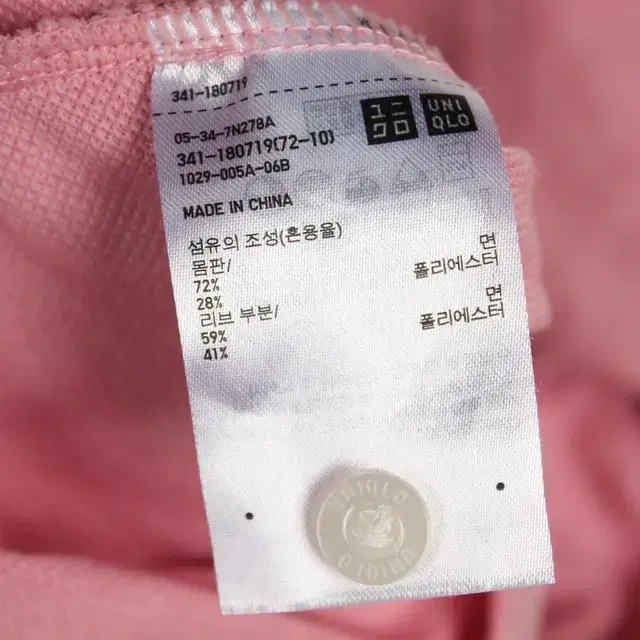 341-180719
05-34-7N278A
341-180719(72-10)
1029-005A-06B
ユニ
クロ
UNI
QLO
MADE IN CHINA
섬유의 조성(혼용율)
몸판/ 면
72% 폴리에스터
28% 면
리브 부분/ 폴리에스터
59%
41%
UNIQLO
UNIQLO